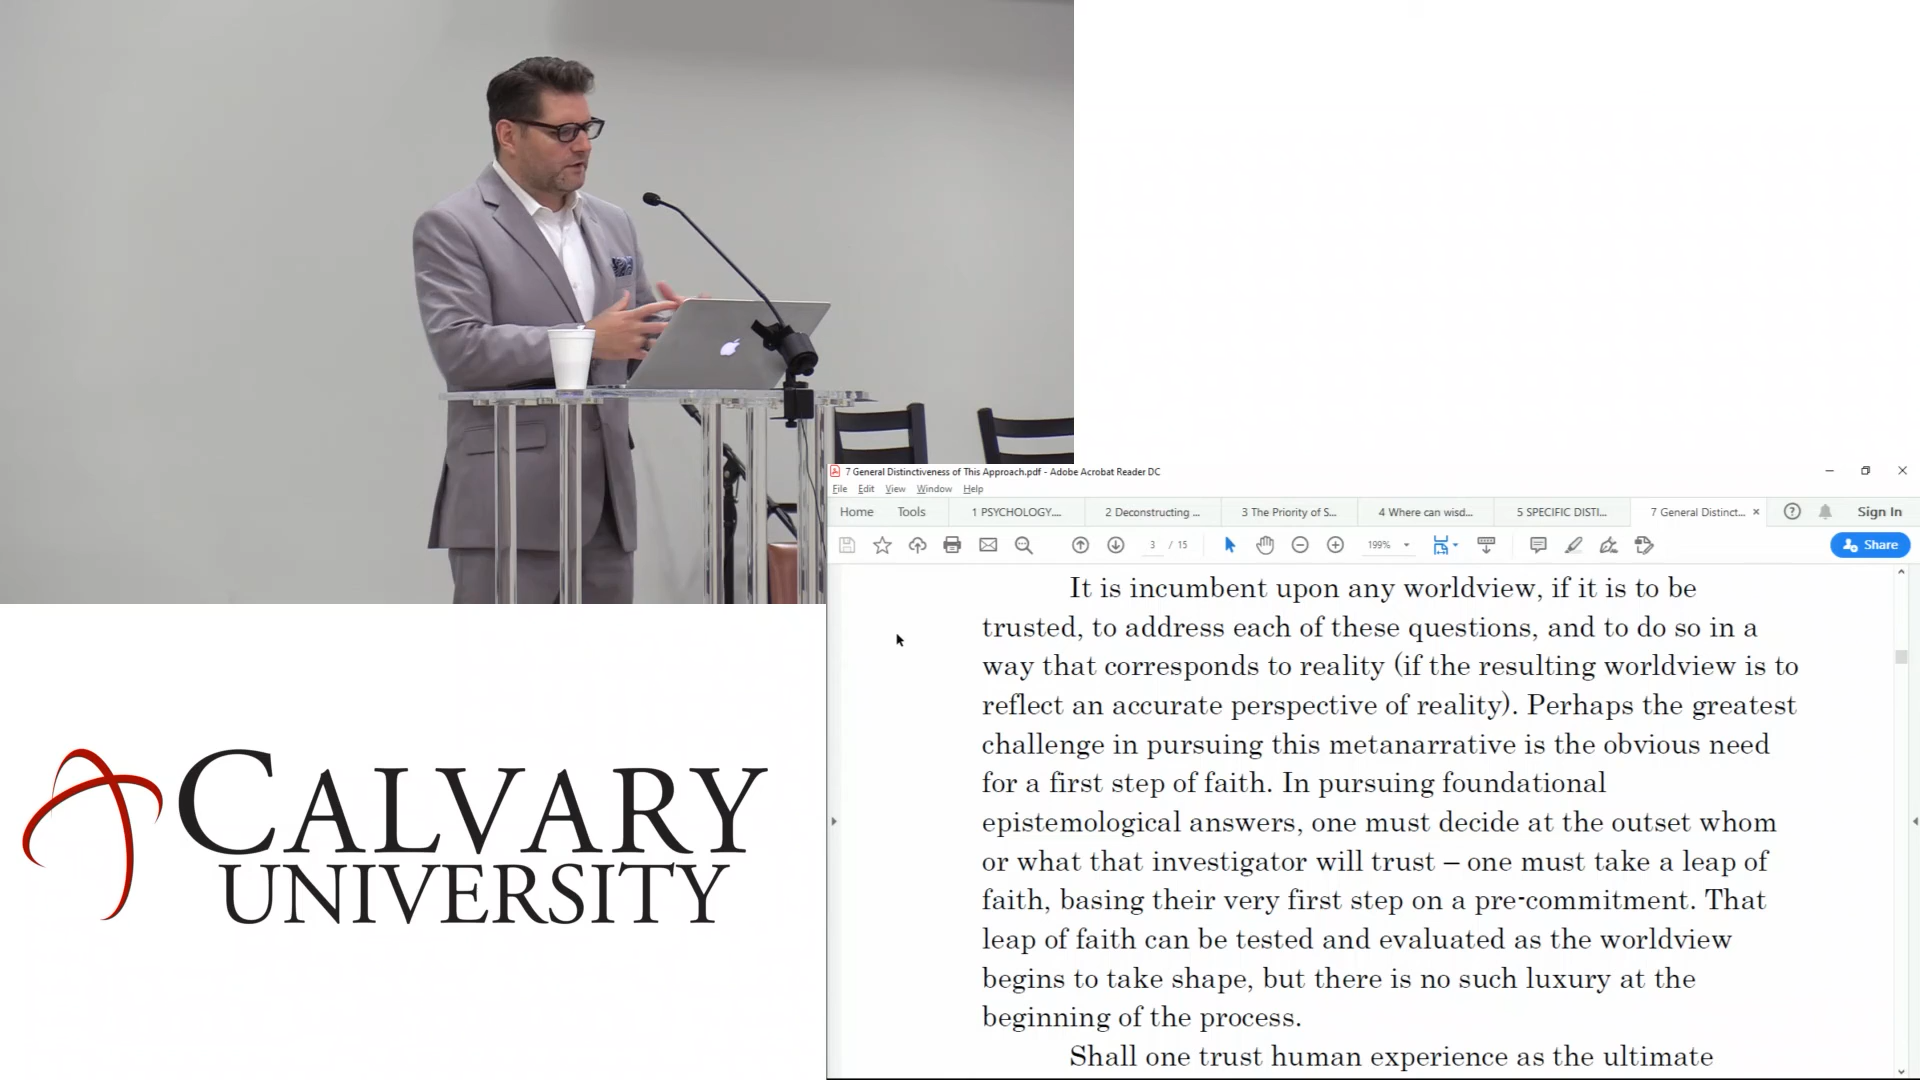 7 General Distinctiveness of This Approach.pdf - Adobe Acrobat Reader DC
File Edit View Window Help
Home Tools 1 PSYCHOLOGY.... 2 Deconstructing ... 3 The Priority of S... 4 Where can wisd... 5 SPECIFIC DISTI... 7 General Distinct... × Sign In
3 / 15 199% Share
It is incumbent upon any worldview, if it is to be
trusted, to address each of these questions, and to do so in a
way that corresponds to reality (if the resulting worldview is to
reflect an accurate perspective of reality). Perhaps the greatest
challenge in pursuing this metanarrative is the obvious need
for a first step of faith. In pursuing foundational
epistemological answers, one must decide at the outset whom
or what that investigator will trust – one must take a leap of
faith, basing their very first step on a pre-commitment. That
leap of faith can be tested and evaluated as the worldview
begins to take shape, but there is no such luxury at the
beginning of the process.
Shall one trust human experience as the ultimate
CALVARY
UNIVERSITY